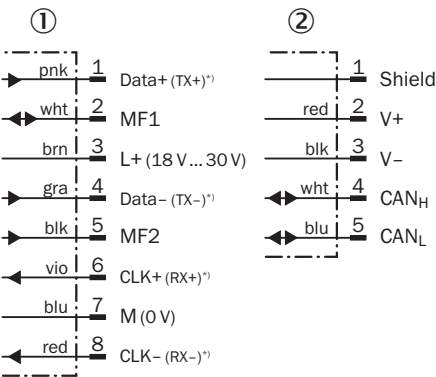 ① ②
pnk 1 Data+ (TX+)*)
wht 2 MF1
brn 3 L+ (18 V... 30 V)
gra 4 Data– (TX–)*)
blk 5 MF2
vio 6 CLK+ (RX+)*)
blu 7 M (0 V)
red 8 CLK– (RX–)*)
1 Shield
red 2 V+
blk 3 V–
wht 4 CANH
blu 5 CANL